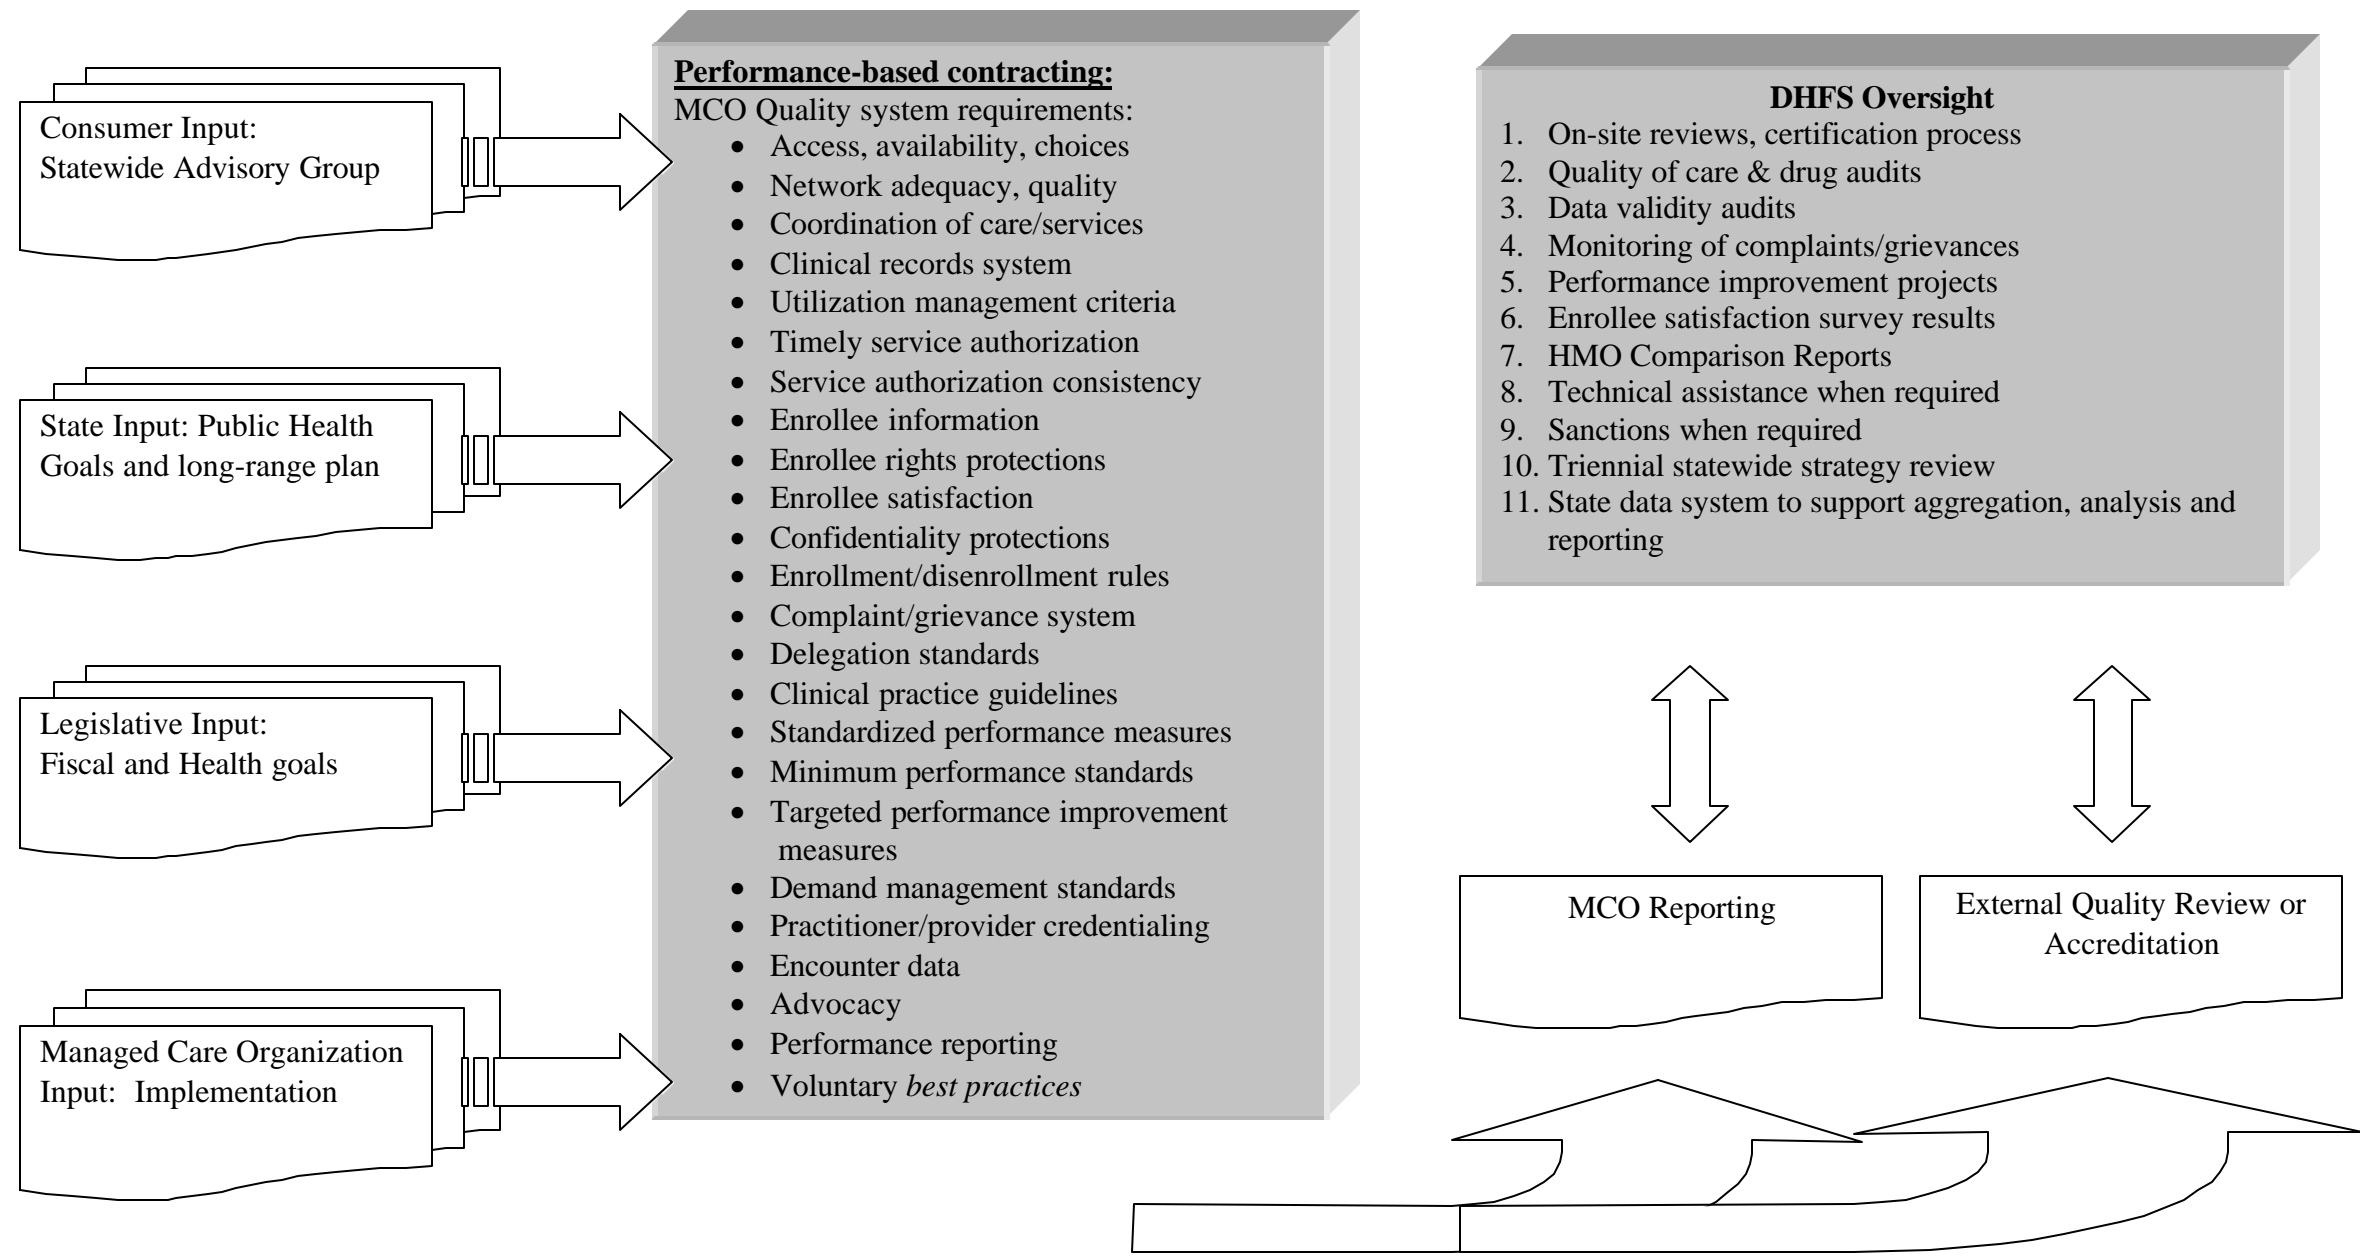 Consumer Input:
Statewide Advisory Group
State Input: Public Health
Goals and long-range plan
Legislative Input:
Fiscal and Health goals
Managed Care Organization
Input: Implementation
Performance-based contracting:
MCO Quality system requirements:
• Access, availability, choices
• Network adequacy, quality
• Coordination of care/services
• Clinical records system
• Utilization management criteria
• Timely service authorization
• Service authorization consistency
• Enrollee information
• Enrollee rights protections
• Enrollee satisfaction
• Confidentiality protections
• Enrollment/disenrollment rules
• Complaint/grievance system
• Delegation standards
• Clinical practice guidelines
• Standardized performance measures
• Minimum performance standards
• Targeted performance improvement
measures
• Demand management standards
• Practitioner/provider credentialing
• Encounter data
• Advocacy
• Performance reporting
• Voluntary best practices
DHFS Oversight
1. On-site reviews, certification process
2. Quality of care & drug audits
3. Data validity audits
4. Monitoring of complaints/grievances
5. Performance improvement projects
6. Enrollee satisfaction survey results
7. HMO Comparison Reports
8. Technical assistance when required
9. Sanctions when required
10. Triennial statewide strategy review
11. State data system to support aggregation, analysis and
reporting
MCO Reporting
External Quality Review or
Accreditation